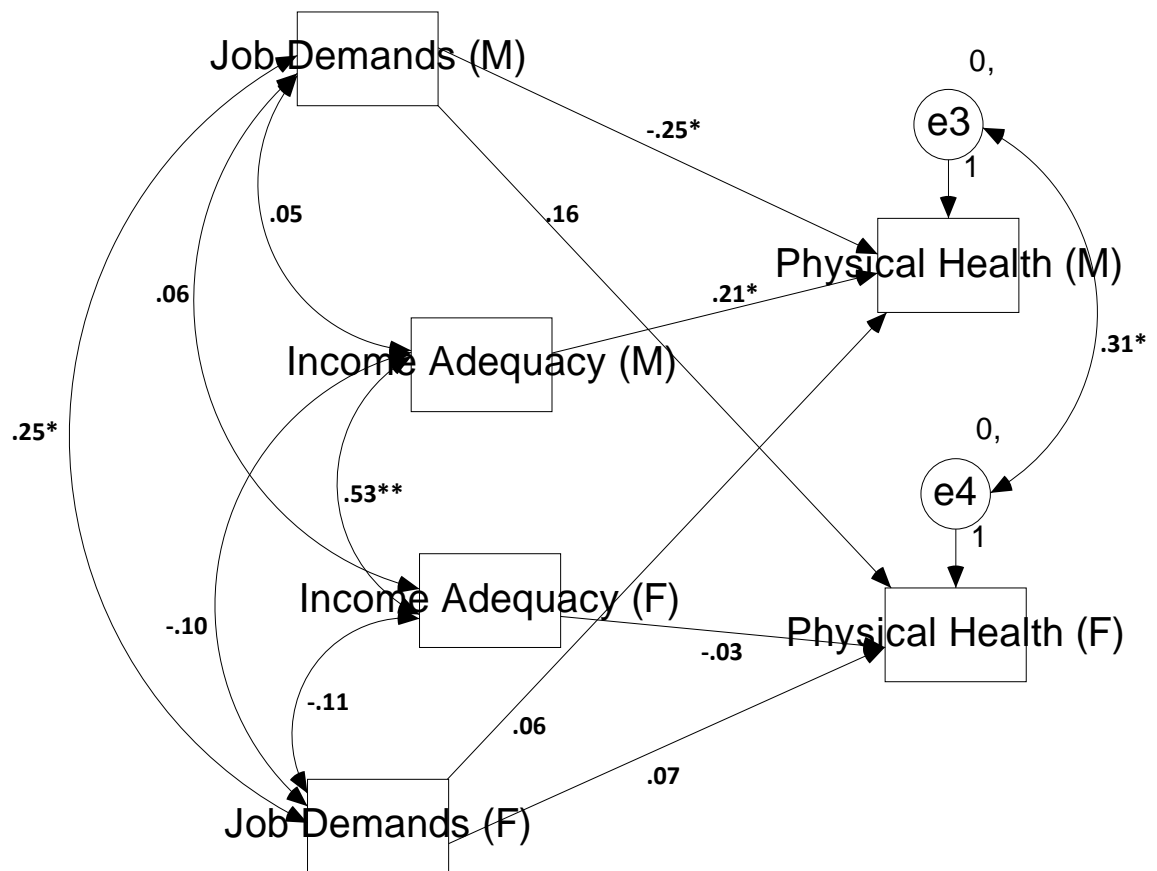 Job Demands (M)
0,
e3
1
-.25*
.05
.16
Physical Health (M)
.06
.21*
.31*
Income Adequacy (M)
.25*
0,
.53**
e4
1
Income Adequacy (F)
-.10
-.03
Physical Health (F)
-.11
.06
.07
Job Demands (F)